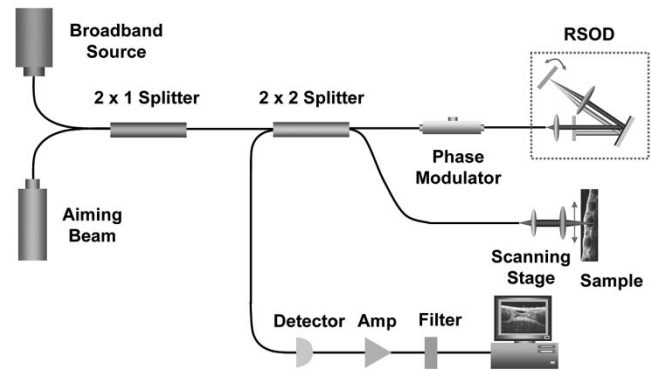 Broadband
Source
RSOD
2 x 1 Splitter
2 x 2 Splitter
Phase
Modulator
Aiming
Beam
Scanning
Stage
Sample
Detector
Amp
Filter